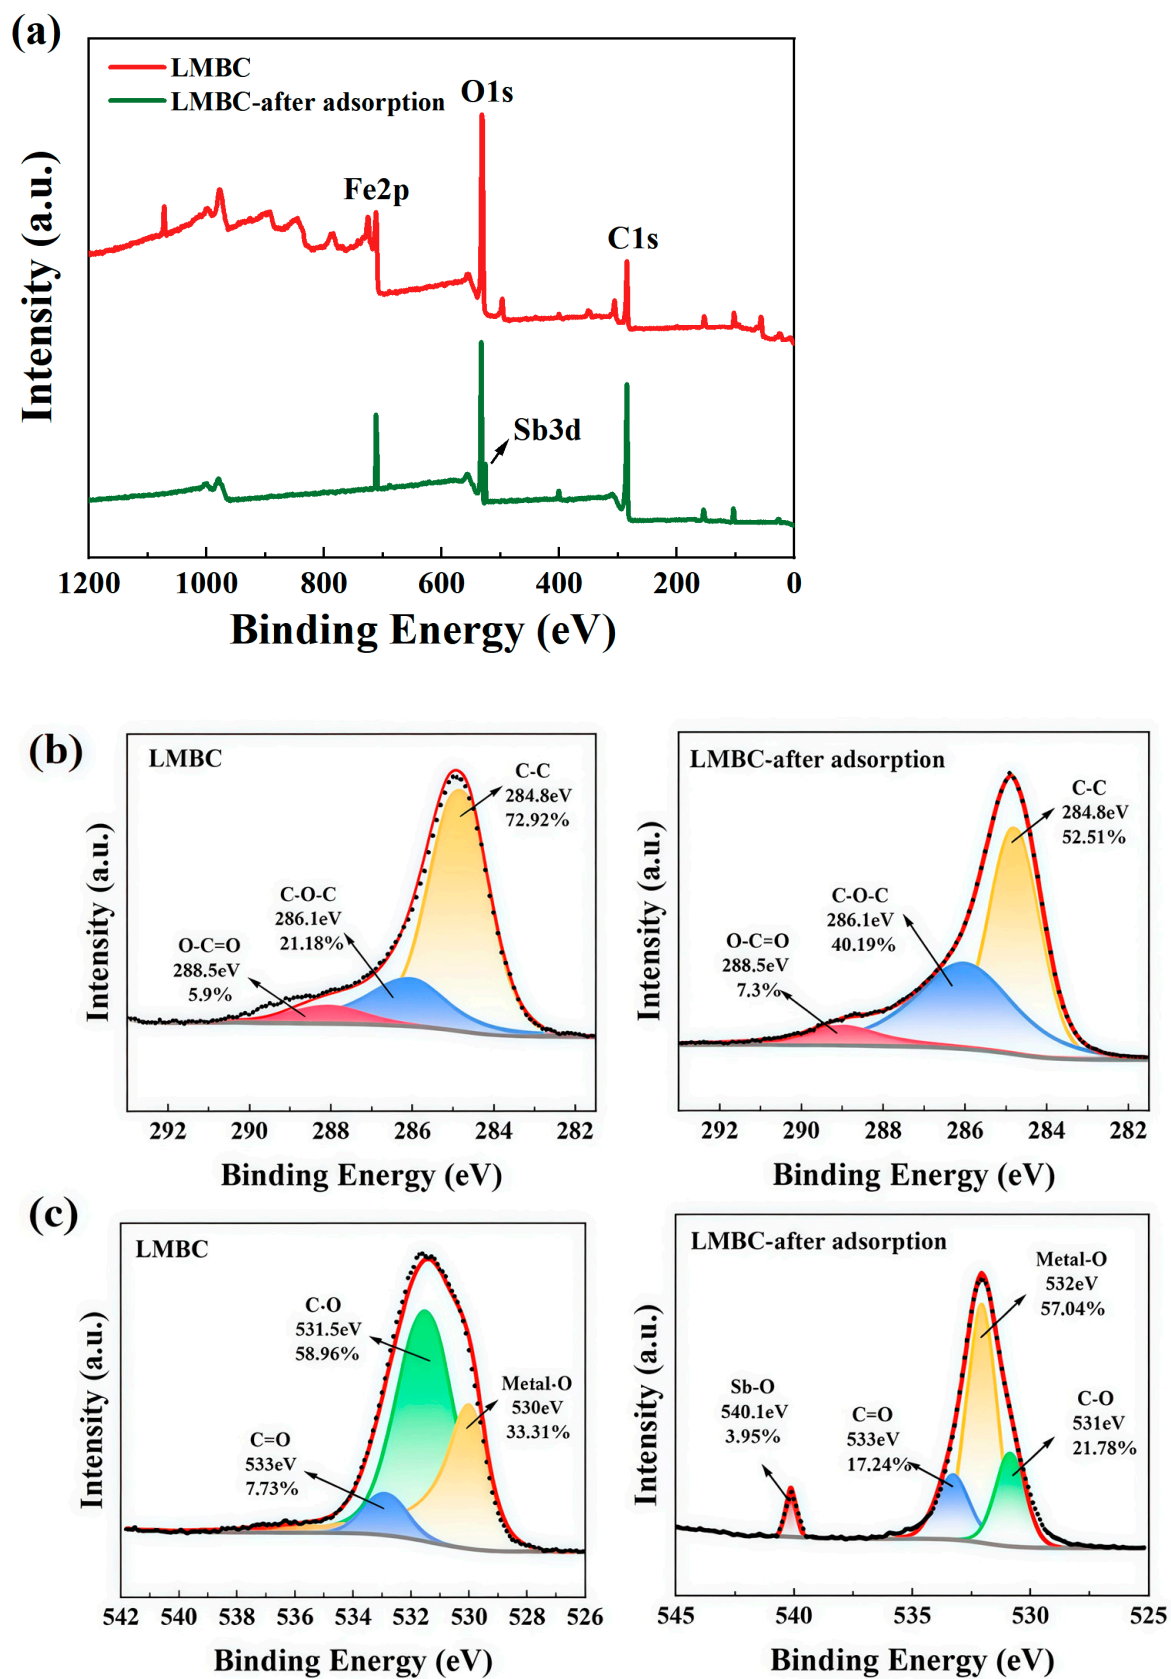 (a)
LMBC
LMBC-after adsorption
O1s
Fe2p
C1s
Sb3d
Intensity (a.u.)
1200 1000 800 600 400 200 0
Binding Energy (eV)
(b)
LMBC
C-C
284.8eV
72.92%
C-O-C
286.1eV
21.18%
O-C=O
288.5eV
5.9%
Intensity (a.u.)
292 290 288 286 284 282
Binding Energy (eV)
LMBC-after adsorption
C-C
284.8eV
52.51%
C-O-C
286.1eV
40.19%
O-C=O
288.5eV
7.3%
Intensity (a.u.)
292 290 288 286 284 282
Binding Energy (eV)
(c)
LMBC
C·O
531.5eV
58.96%
Metal·O
530eV
33.31%
C=O
533eV
7.73%
Intensity (a.u.)
542 540 538 536 534 532 530 528 526
Binding Energy (eV)
LMBC-after adsorption
Metal-O
532eV
57.04%
Sb-O
540.1eV
3.95%
C=O
533eV
17.24%
C-O
531eV
21.78%
Intensity (a.u.)
545 540 535 530 525
Binding Energy (eV)